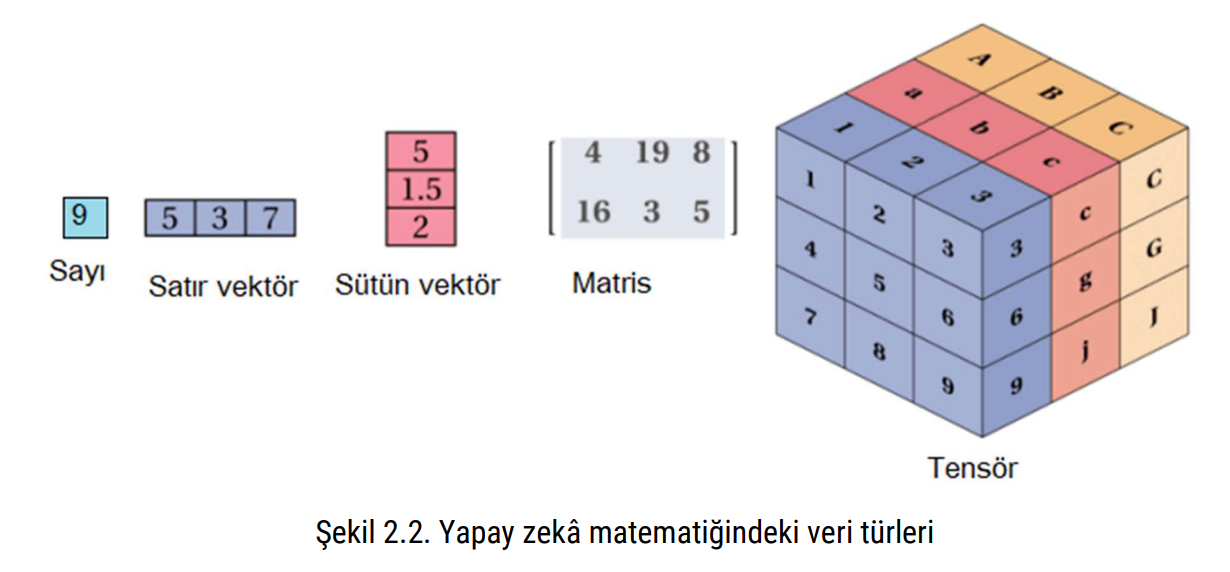 9
Sayı
5 3 7
Satır vektör
5
1.5
2
Sütün vektör
4 19 8
16 3 5
Matris
A
B
C
a
b
c
1
2
3
1 2 3
4 5 6
7 8 9
3 c C
6 g G
9 j J
Tensör
Şekil 2.2. Yapay zekâ matematiğindeki veri türleri